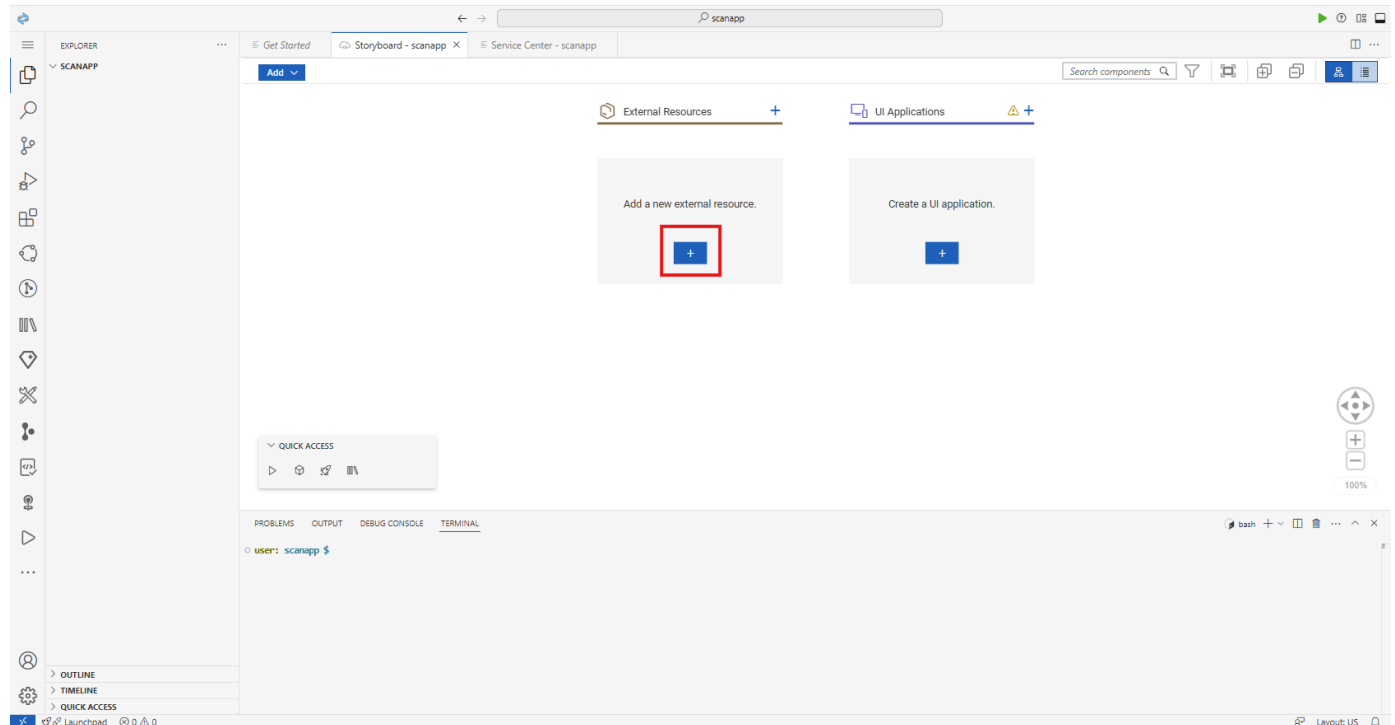 scanapp
EXPLORER
Get Started
Storyboard - scanapp
Service Center - scanapp
SCANAPP
Add
Search components
External Resources
UI Applications
Add a new external resource.
Create a UI application.
QUICK ACCESS
100%
PROBLEMS OUTPUT DEBUG CONSOLE TERMINAL
bash
user: scanapp $
OUTLINE
TIMELINE
QUICK ACCESS
Launchpad 0 0
Layout: US